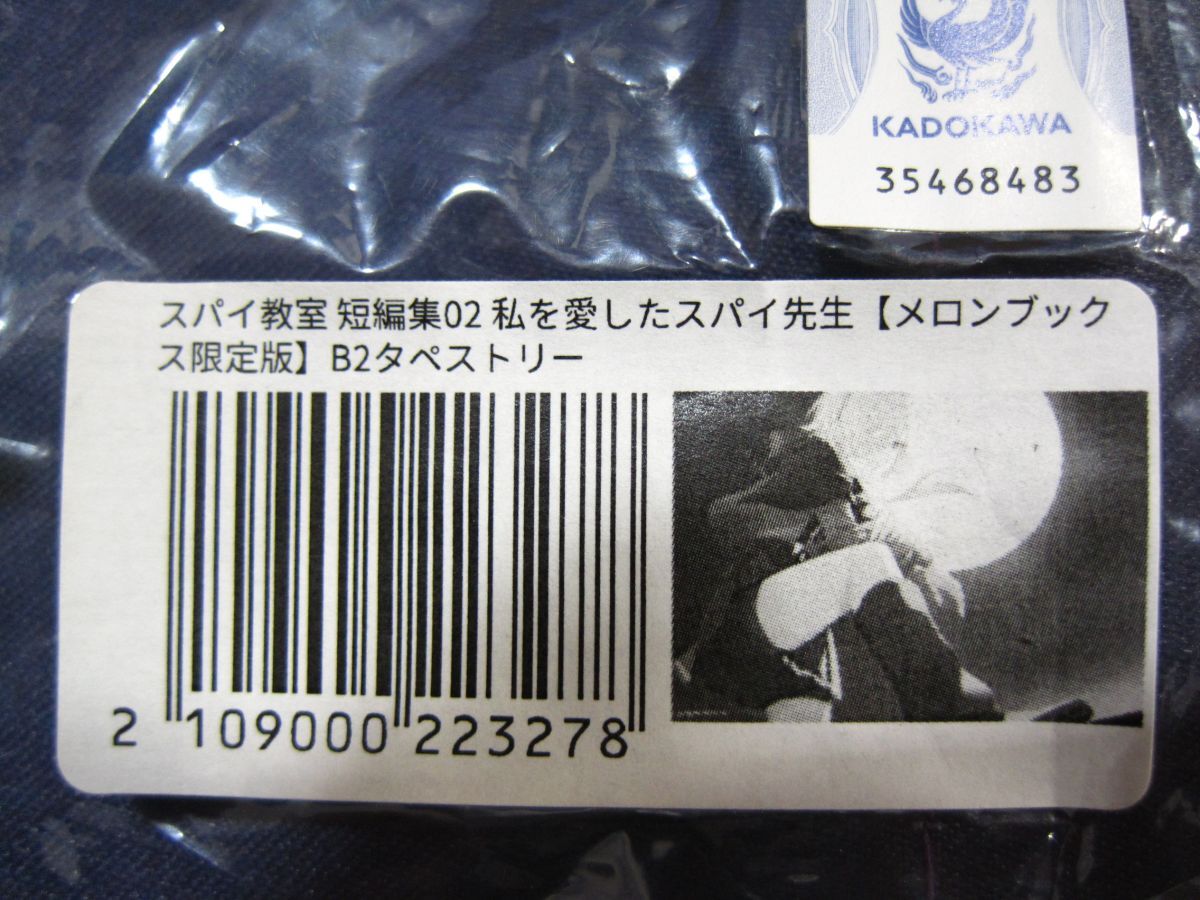 KADOKAWA
35468483
スパイ教室 短編集02 私を愛したスパイ先生【メロンブック
ス限定版】 B2タペストリー
2 109000 223278